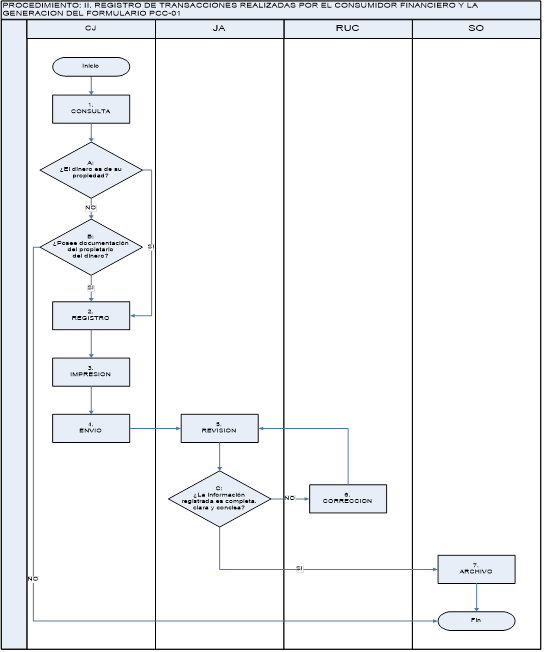 PROCEDIMIENTO: II. REGISTRO DE TRANSACCIONES REALIZADAS POR EL CONSUMIDOR FINANCIERO Y LA
GENERACION DEL FORMULARIO PCC-01
CJ
JA
RUC
SO
Inicio
1.
CONSULTA
A:
¿El dinero es de su
propiedad?
NO
SI
B:
¿Posee documentación
del propietario
del dinero?
SI
2.
REGISTRO
3.
IMPRESION
4.
ENVIO
5.
REVISION
C:
¿La información
registrada es completa,
clara y concisa?
NO
6.
CORRECCION
SI
7.
ARCHIVO
NO
Fin